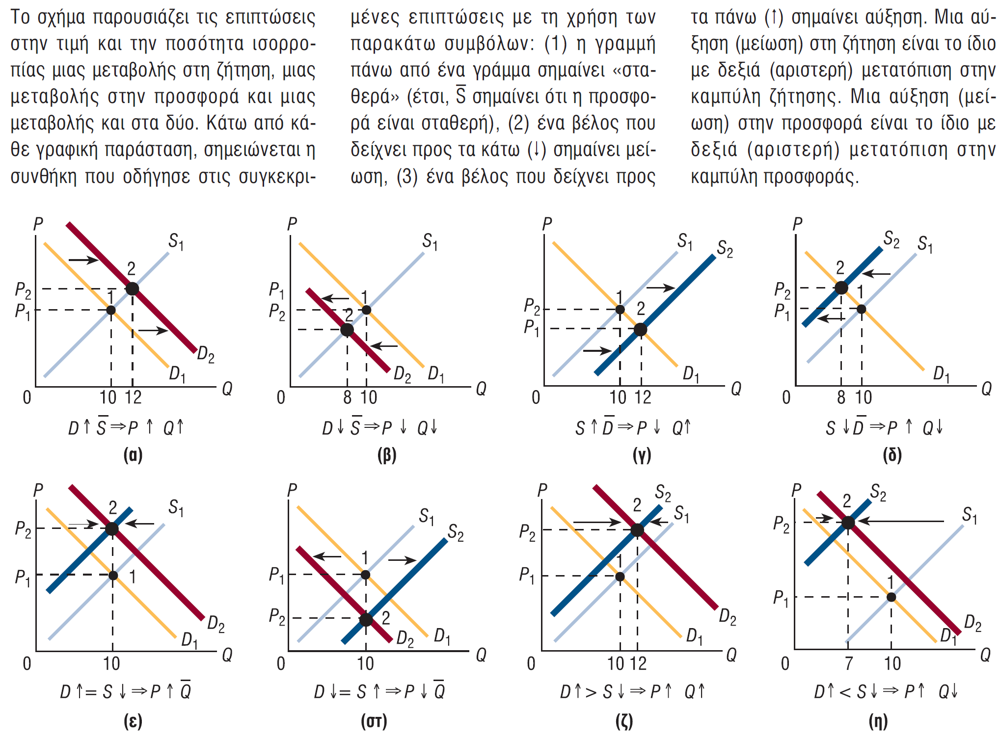 Το σχήμα παρουσιάζει τις επιπτώσεις
στην τιμή και την ποσότητα ισορρο-
πίας μιας μεταβολής στη ζήτηση, μιας
μεταβολής στην προσφορά και μιας
μεταβολής και στα δύο. Κάτω από κά-
θε γραφική παράσταση, σημειώνεται η
συνθήκη που οδήγησε στις συγκεκρι-
μένες επιπτώσεις με τη χρήση των
παρακάτω συμβόλων: (1) η γραμμή
πάνω από ένα γράμμα σημαίνει «στα-
θερά» (έτσι, S̅ σημαίνει ότι η προσφο-
ρά είναι σταθερή), (2) ένα βέλος που
δείχνει προς τα κάτω (↓) σημαίνει μεί-
ωση, (3) ένα βέλος που δείχνει προς
τα πάνω (↑) σημαίνει αύξηση. Μια αύ-
ξηση (μείωση) στη ζήτηση είναι το ίδιο
με δεξιά (αριστερή) μετατόπιση στην
καμπύλη ζήτησης. Μια αύξηση (μεί-
ωση) στην προσφορά είναι το ίδιο με
δεξιά (αριστερή) μετατόπιση στην
καμπύλη προσφοράς.
P
S₁
2
P₂
1
P₁
D₂
D₁
Q
0
10 12
D ↑ S̅ ⇒ P ↑ Q ↑
(α)
P
S₁
P₁
1
P₂
2
D₂
D₁
Q
0
8 10
D ↓ S̅ ⇒ P ↓ Q ↓
(β)
P
S₁
S₂
1
P₂
2
P₁
D₁
Q
0
10 12
S ↑ D̅ ⇒ P ↓ Q ↑
(γ)
P
S₂
S₁
2
P₂
1
P₁
D₁
Q
0
8 10
S ↓ D̅ ⇒ P ↑ Q ↓
(δ)
P
2
S₁
P₂
P₁
1
D₂
D₁
Q
0
10
D ↑ = S ↓ ⇒ P ↑ Q̅
(ε)
P
S₁
S₂
1
P₁
P₂
2
D₂
D₁
Q
0
10
D ↓ = S ↑ ⇒ P ↓ Q̅
(στ)
P
S₂
2
S₁
P₂
1
P₁
D₂
D₁
Q
0
10 12
D ↑ > S ↓ ⇒ P ↑ Q ↑
(ζ)
P
S₂
2
S₁
P₂
1
P₁
D₂
D₁
Q
0
7 10
D ↑ < S ↓ ⇒ P ↑ Q ↓
(η)